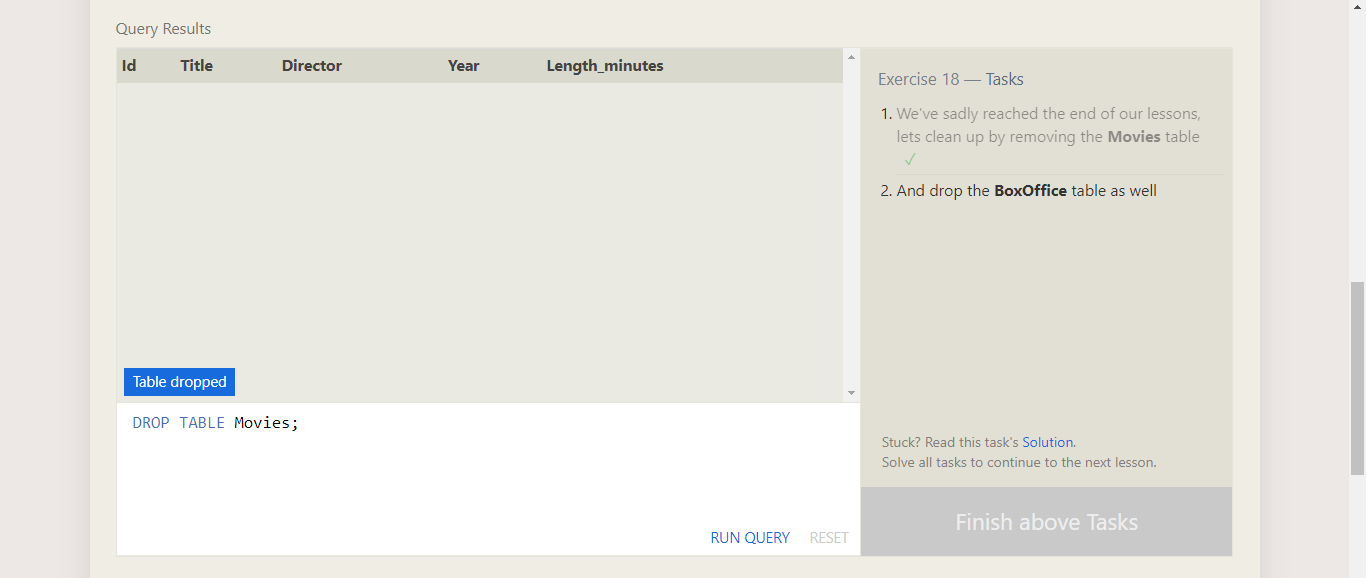 Query Results
Id Title Director Year Length_minutes
Table dropped
DROP TABLE Movies;
RUN QUERY RESET
Exercise 18 — Tasks
1. We've sadly reached the end of our lessons,
lets clean up by removing the Movies table
✓
2. And drop the BoxOffice table as well
Stuck? Read this task's Solution.
Solve all tasks to continue to the next lesson.
Finish above Tasks